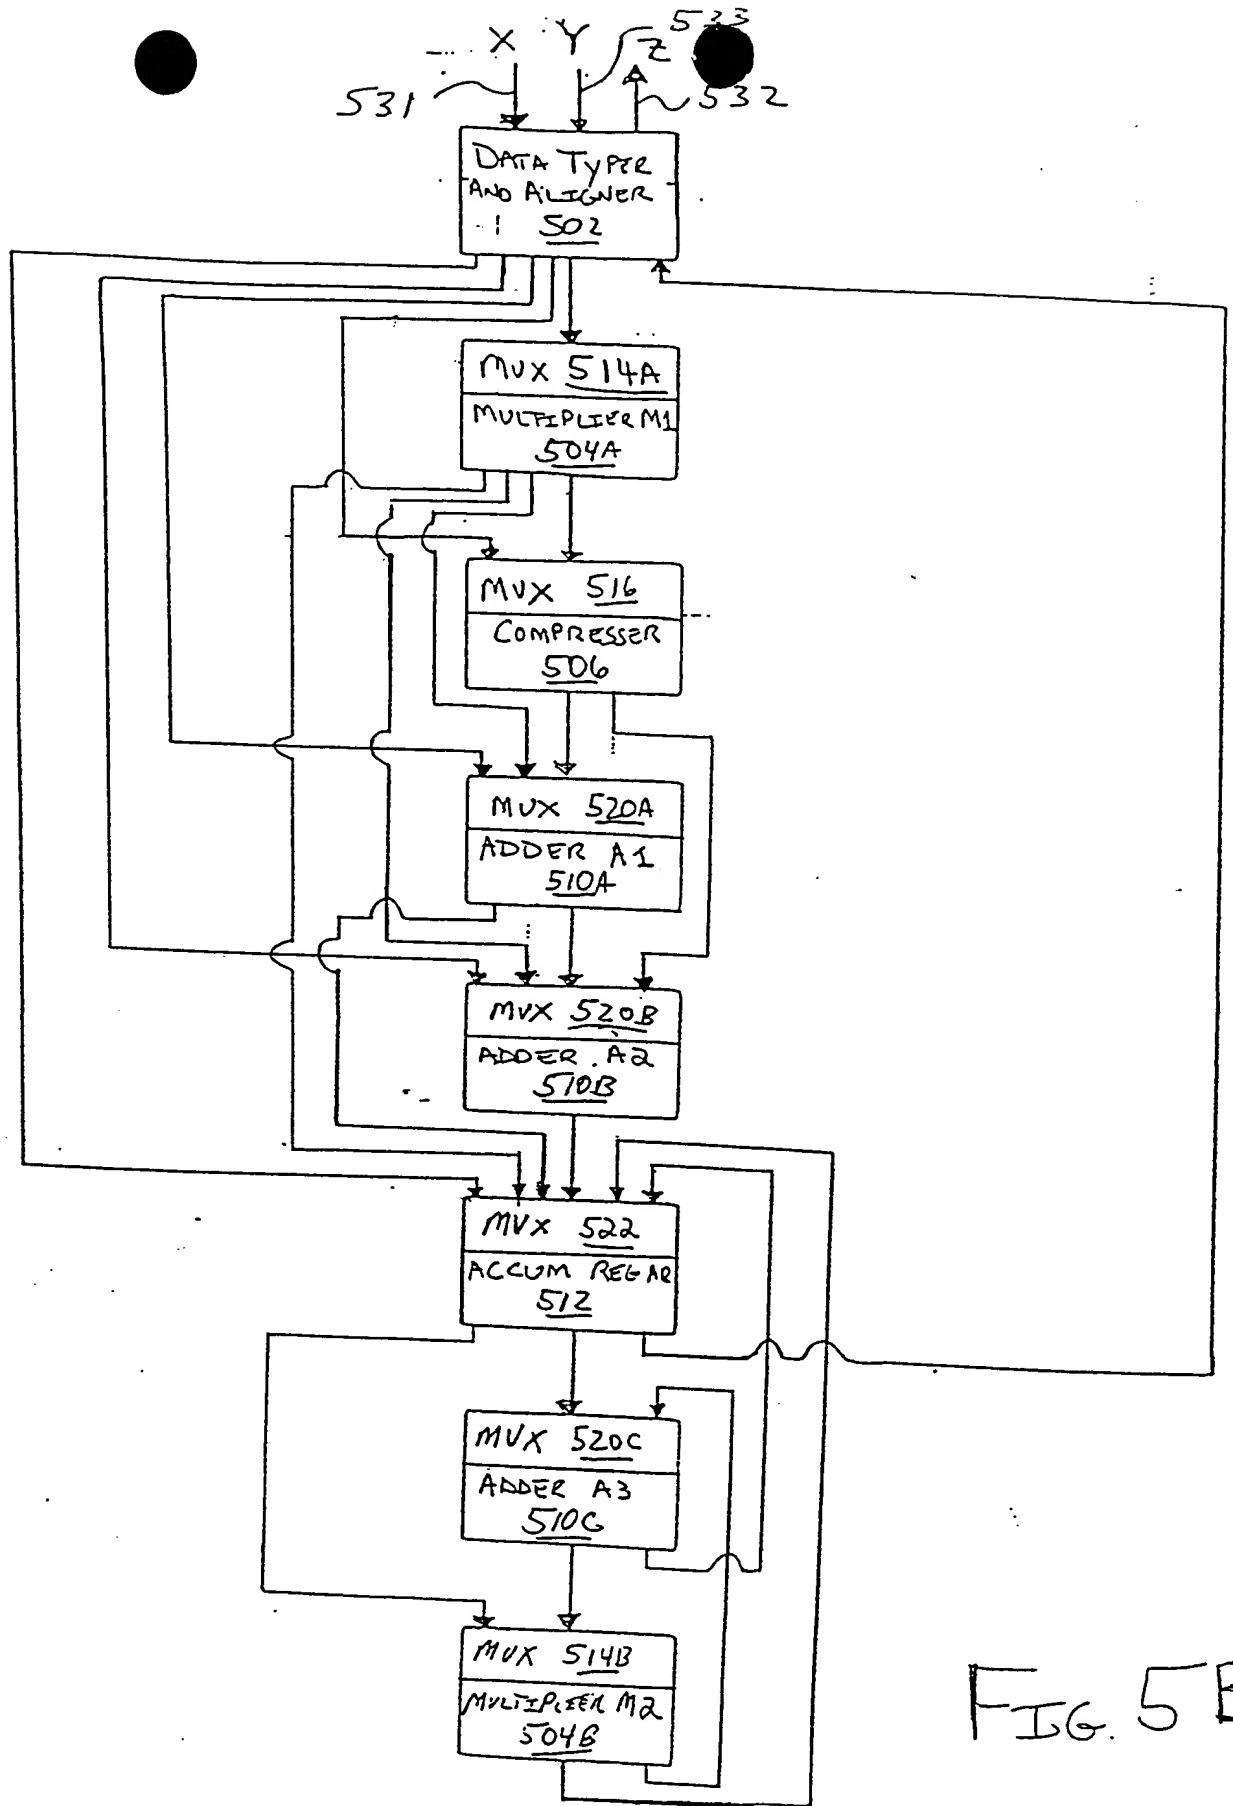 X Y 533
Z
531 532
DATA TYPER
AND ALIGNER
502
MUX 514A
MULTIPLIER M1
504A
MUX 516
COMPRESSER
506
MUX 520A
ADDER A1
510A
MUX 520B
ADDER A2
510B
MUX 522
ACCUM REG AR
512
MUX 520C
ADDER A3
510C
MUX 514B
MULTIPLIER M2
504B
FIG. 5B